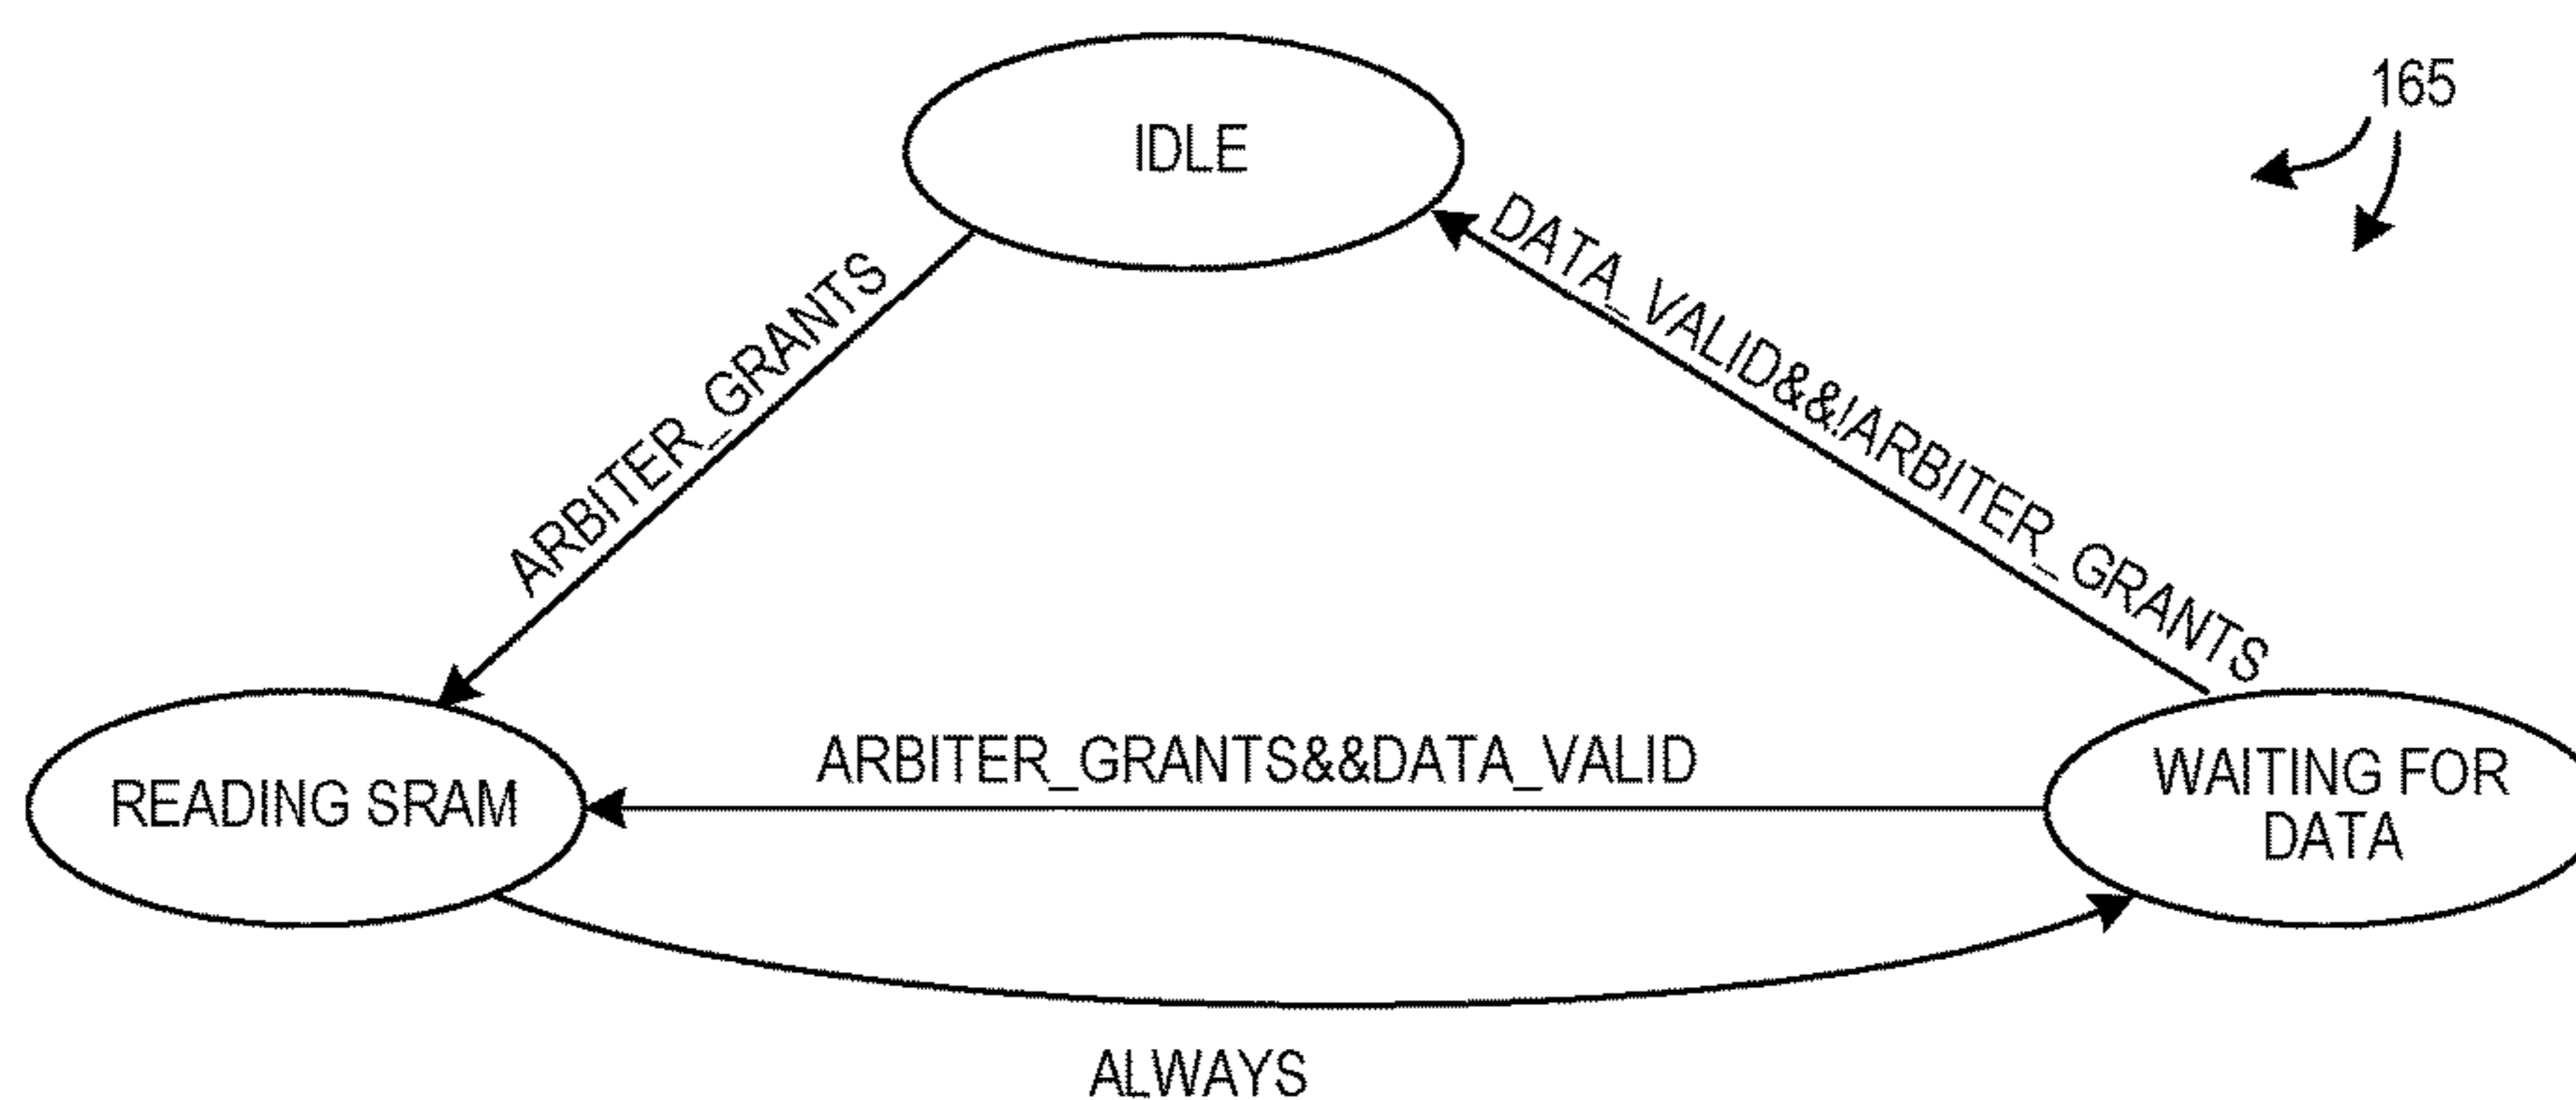 IDLE
165
ARBITER_GRANTS
DATA_VALID&&!ARBITER_GRANTS
ARBITER_GRANTS&&DATA_VALID
READING SRAM
WAITING FOR
DATA
ALWAYS